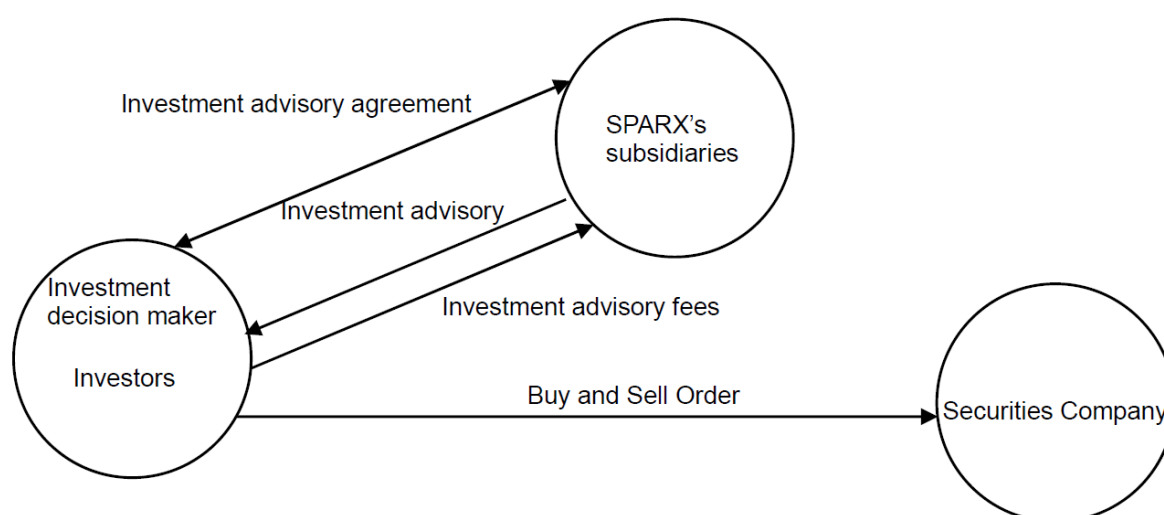 Investment advisory agreement
SPARX’s
subsidiaries
Investment advisory
Investment
decision maker
Investors
Investment advisory fees
Buy and Sell Order
Securities Company